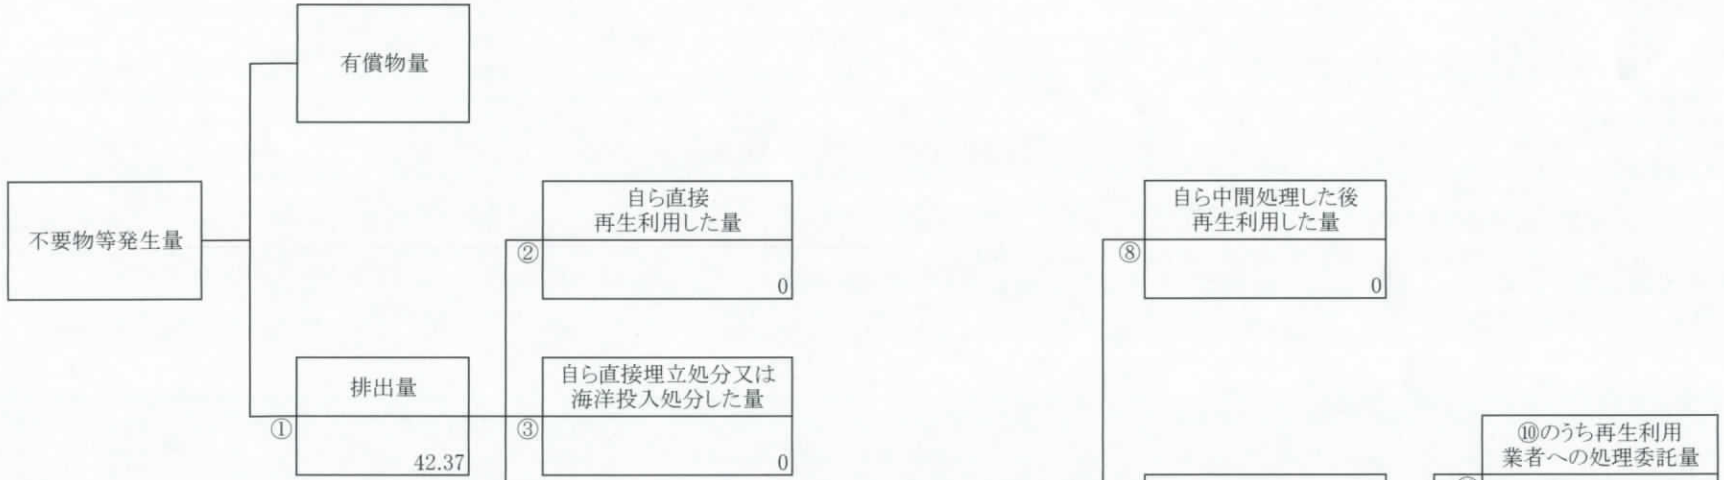 有償物量
不要物等発生量
自ら直接
再生利用した量
②
0
自ら中間処理した後
再生利用した量
⑧
0
排出量
①
42.37
自ら直接埋立処分又は
海洋投入処分した量
③
0
⑩のうち再生利用
業者への処理委託量